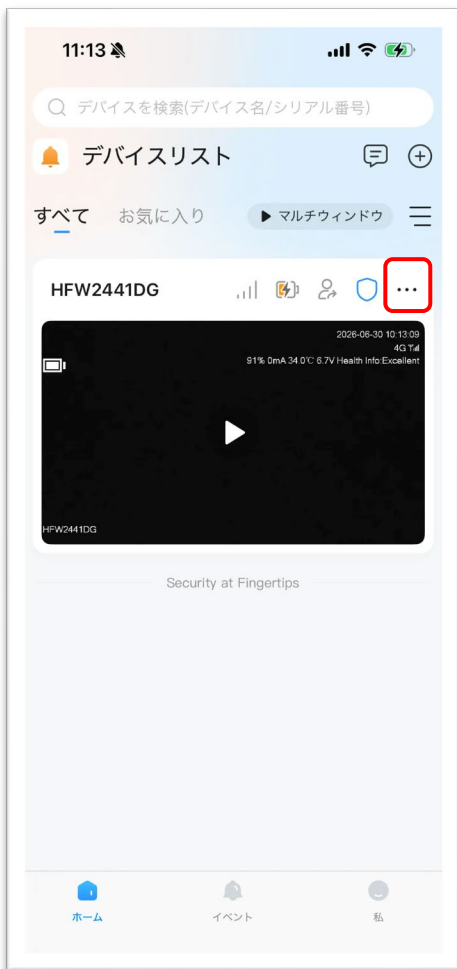 11:13
デバイスを検索(デバイス名/シリアル番号)
デバイスリスト
すべて お気に入り マルチウィンドウ
HFW2441DG
2026-06-30 10:13:09
4G
91% 0mA 34.0℃ 6.7V Health Info:Excellent
HFW2441DG
Security at Fingertips
ホーム イベント 私